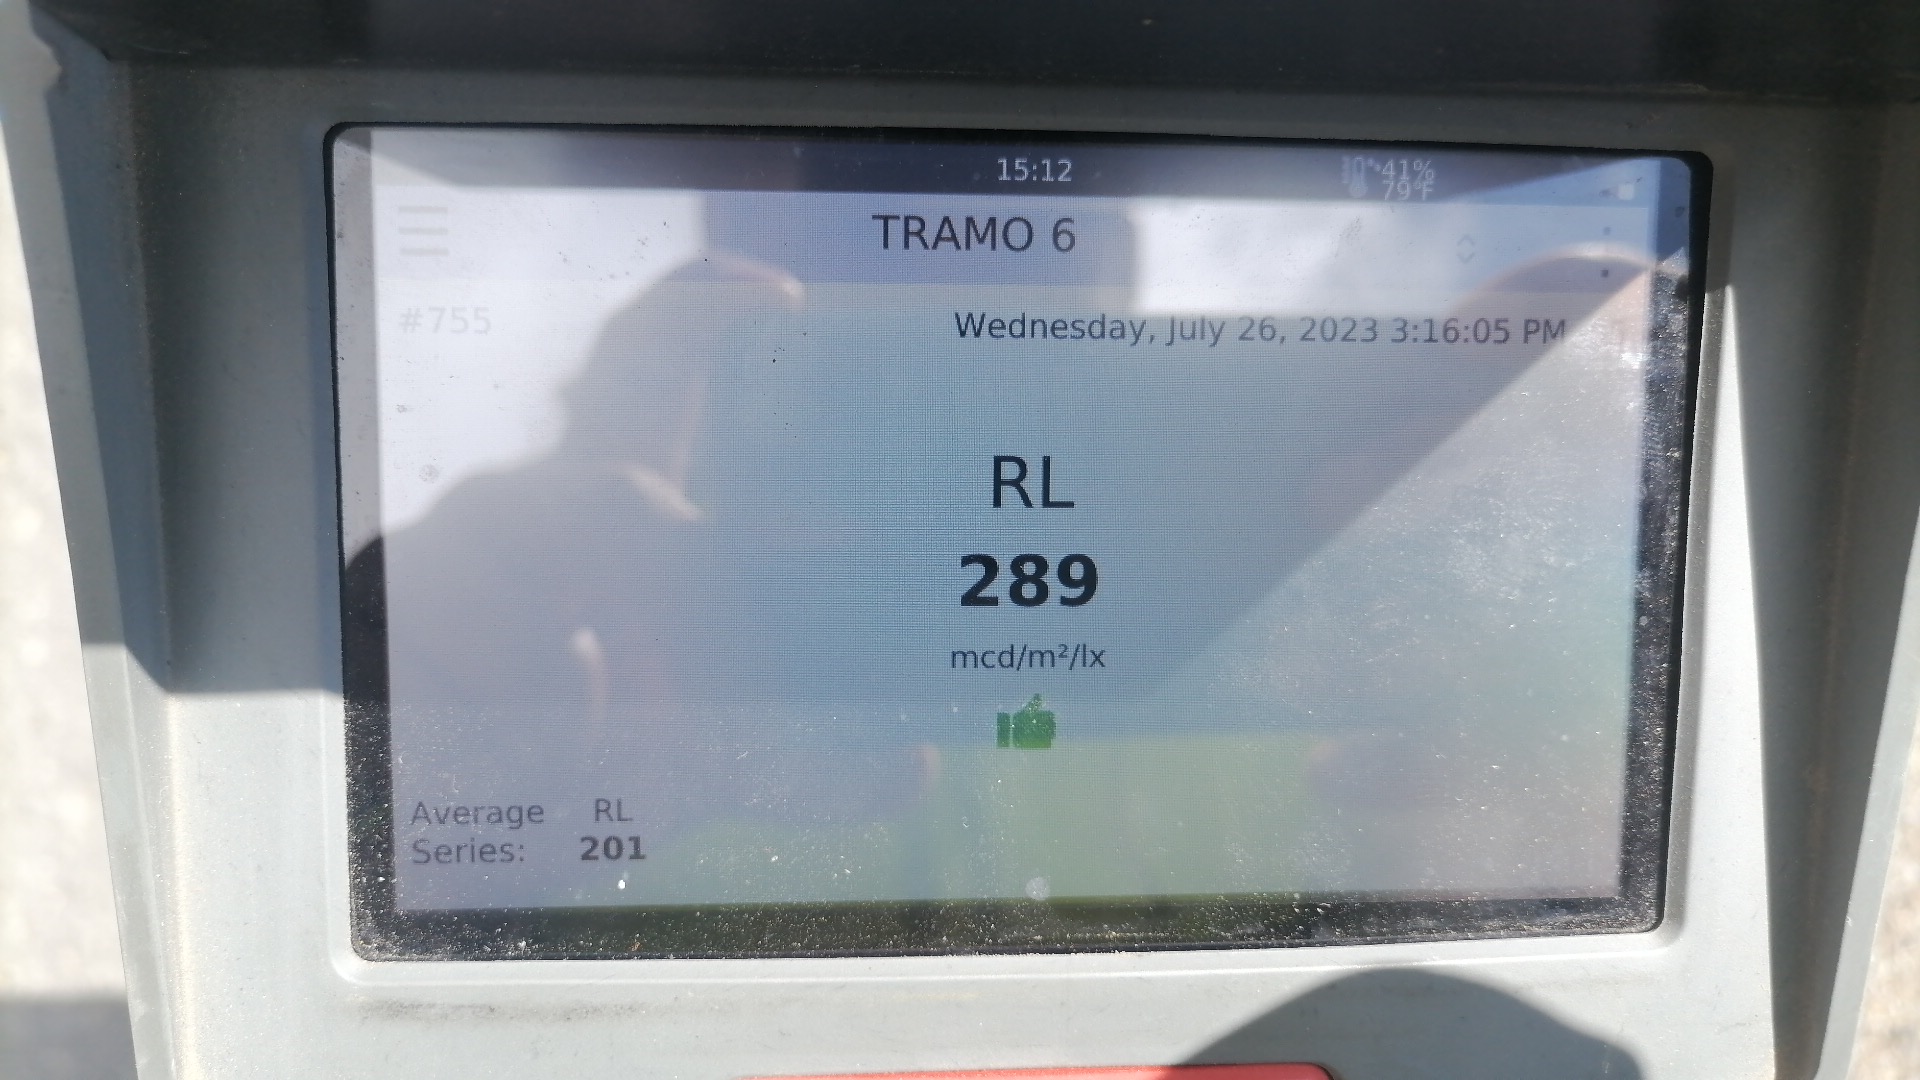 15:12
41%
79°F
TRAMO 6
#755
Wednesday, July 26, 2023 3:16:05 PM
RL
289
mcd/m²/lx
Average RL
Series: 201